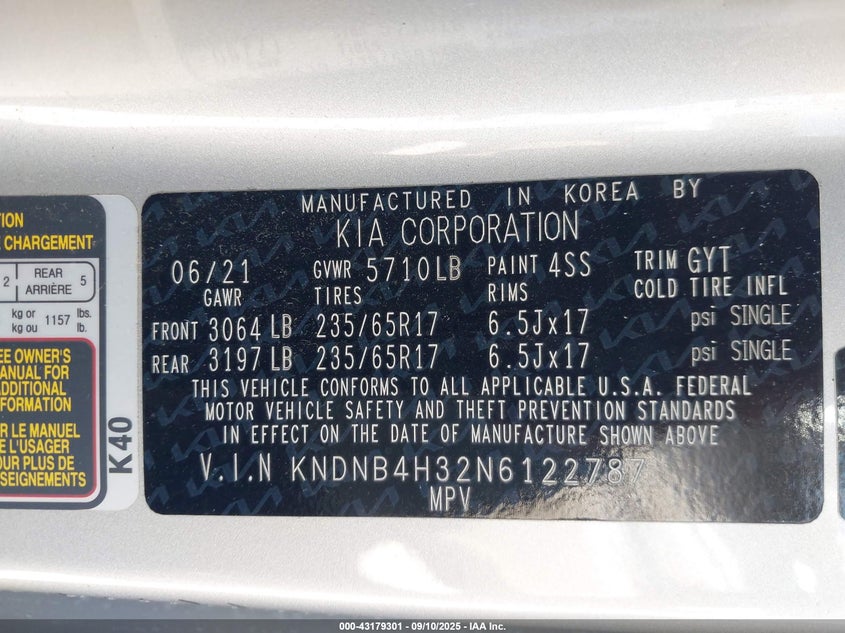 TION
E CHARGEMENT
2 REAR ARRIÈRE 5
kg or kg ou 1157 lbs. lb.
EE OWNER'S
MANUAL FOR
ADDITIONAL
FORMATION
R LE MANUEL
E L'USAGER
OUR PLUS DE
SEIGNEMENTS
K40
MANUFACTURED IN KOREA BY
KIA CORPORATION
06/21 GVWR 5710LB PAINT 4SS TRIM GYT
GAWR TIRES RIMS COLD TIRE INFL
FRONT 3064 LB 235/65R17 6.5Jx17 psi SINGLE
REAR 3197 LB 235/65R17 6.5Jx17 psi SINGLE
THIS VEHICLE CONFORMS TO ALL APPLICABLE U.S.A. FEDERAL
MOTOR VEHICLE SAFETY AND THEFT PREVENTION STANDARDS
IN EFFECT ON THE DATE OF MANUFACTURE SHOWN ABOVE
V.I.N KNDNB4H32N6122787
MPV
000-43179301 - 09/10/2025 - IAA Inc.